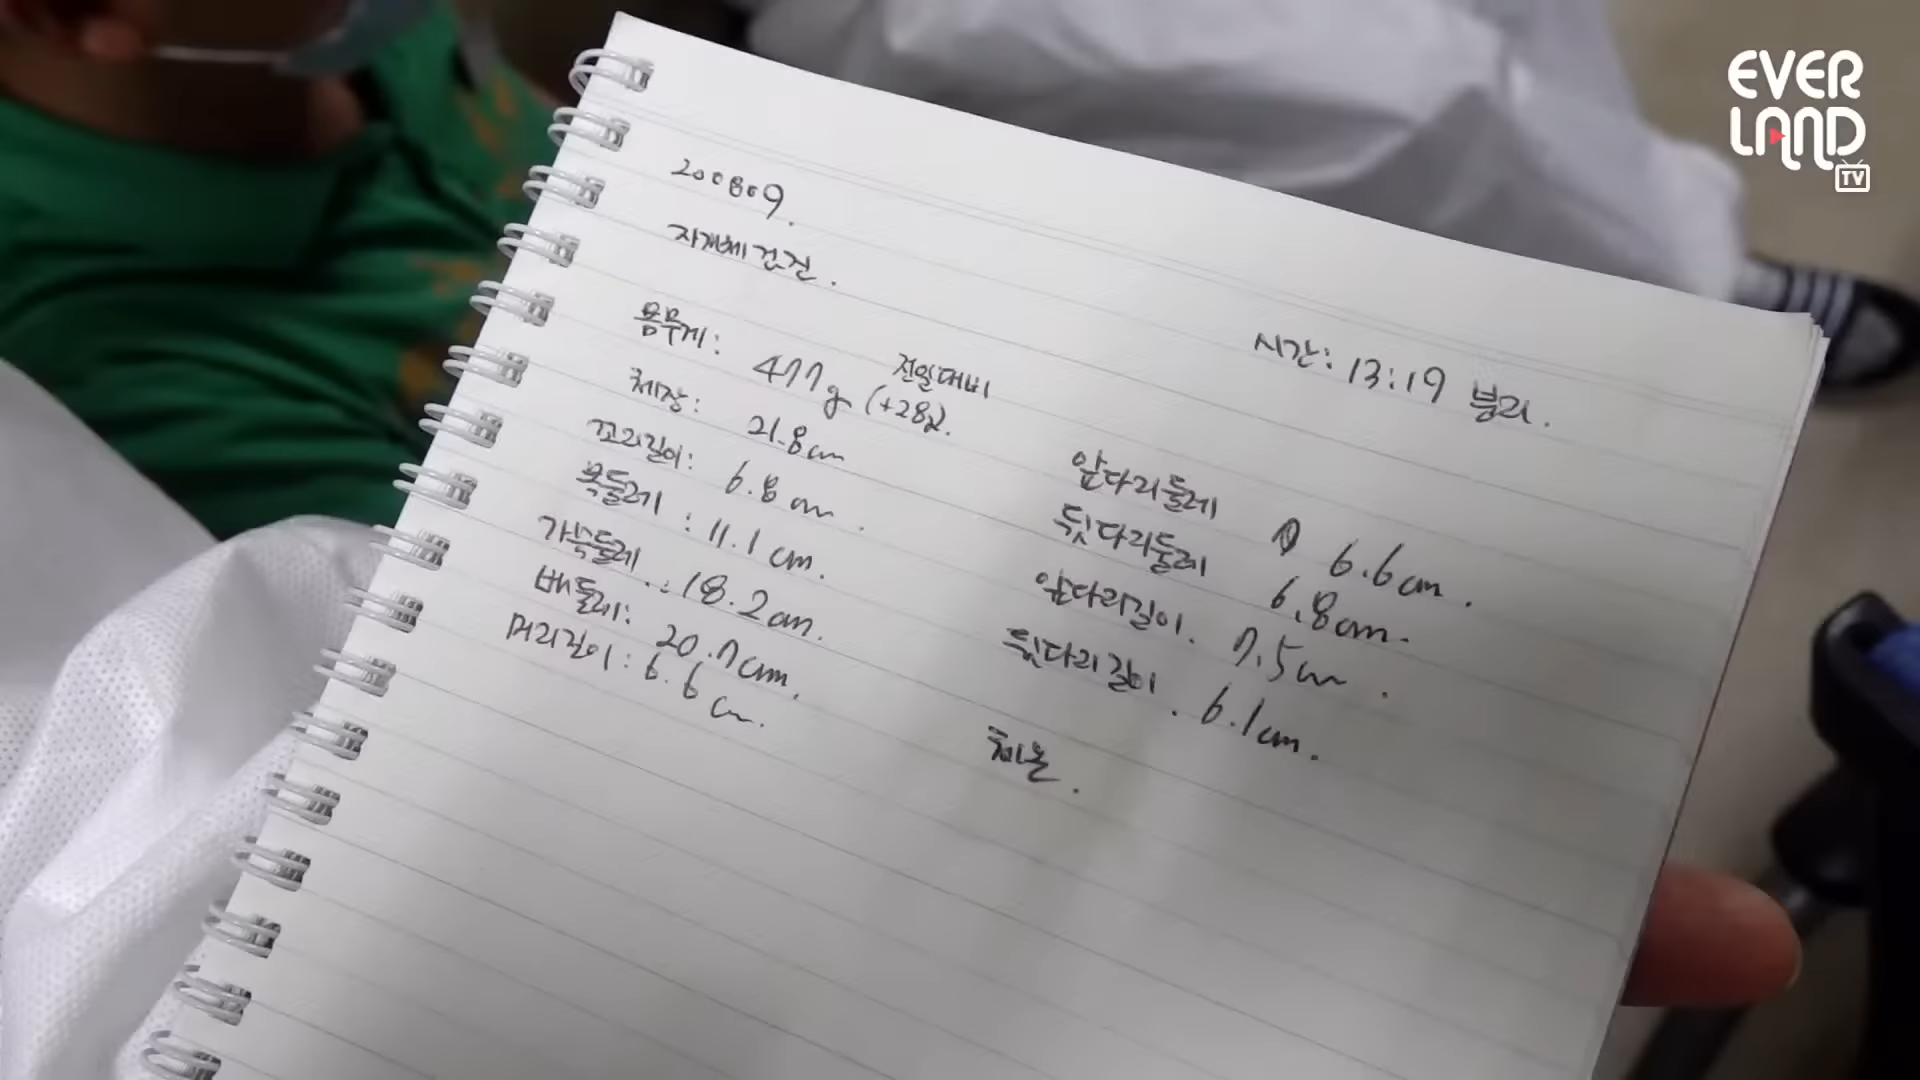 EVER
LAND
TV
200809.
자개체 건진.
시간: 13:19 분리.
몸무게: 477g 전일대비 (+28g).
체장: 21.8cm
꼬리길이: 6.8cm.
목둘레: 11.1cm.
가슴둘레: 18.2cm.
배둘레: 20.7cm.
머리길이: 6.6cm.
앞다리둘레 6.6cm.
뒷다리둘레 6.8cm.
앞다리길이. 7.5cm.
뒷다리길이. 6.1cm.
체온.